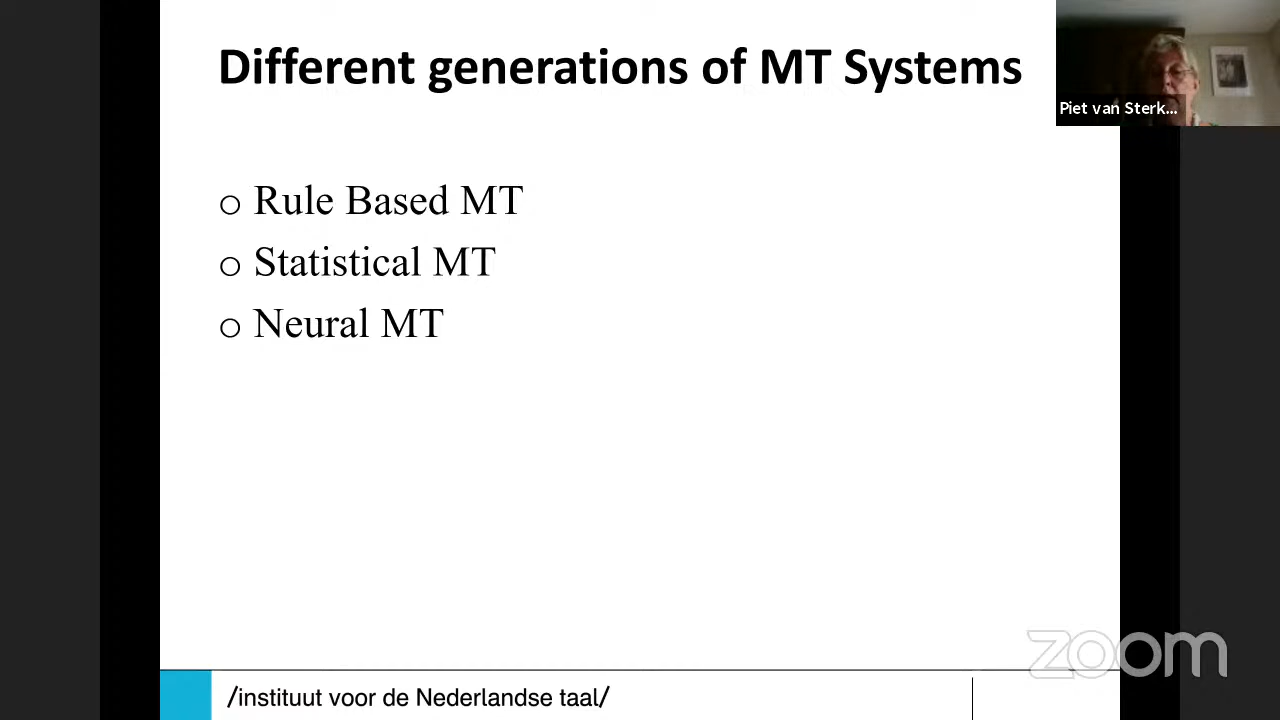 Different generations of MT Systems
Piet van Sterk...
o Rule Based MT
o Statistical MT
o Neural MT
zoom
/instituut voor de Nederlandse taal/